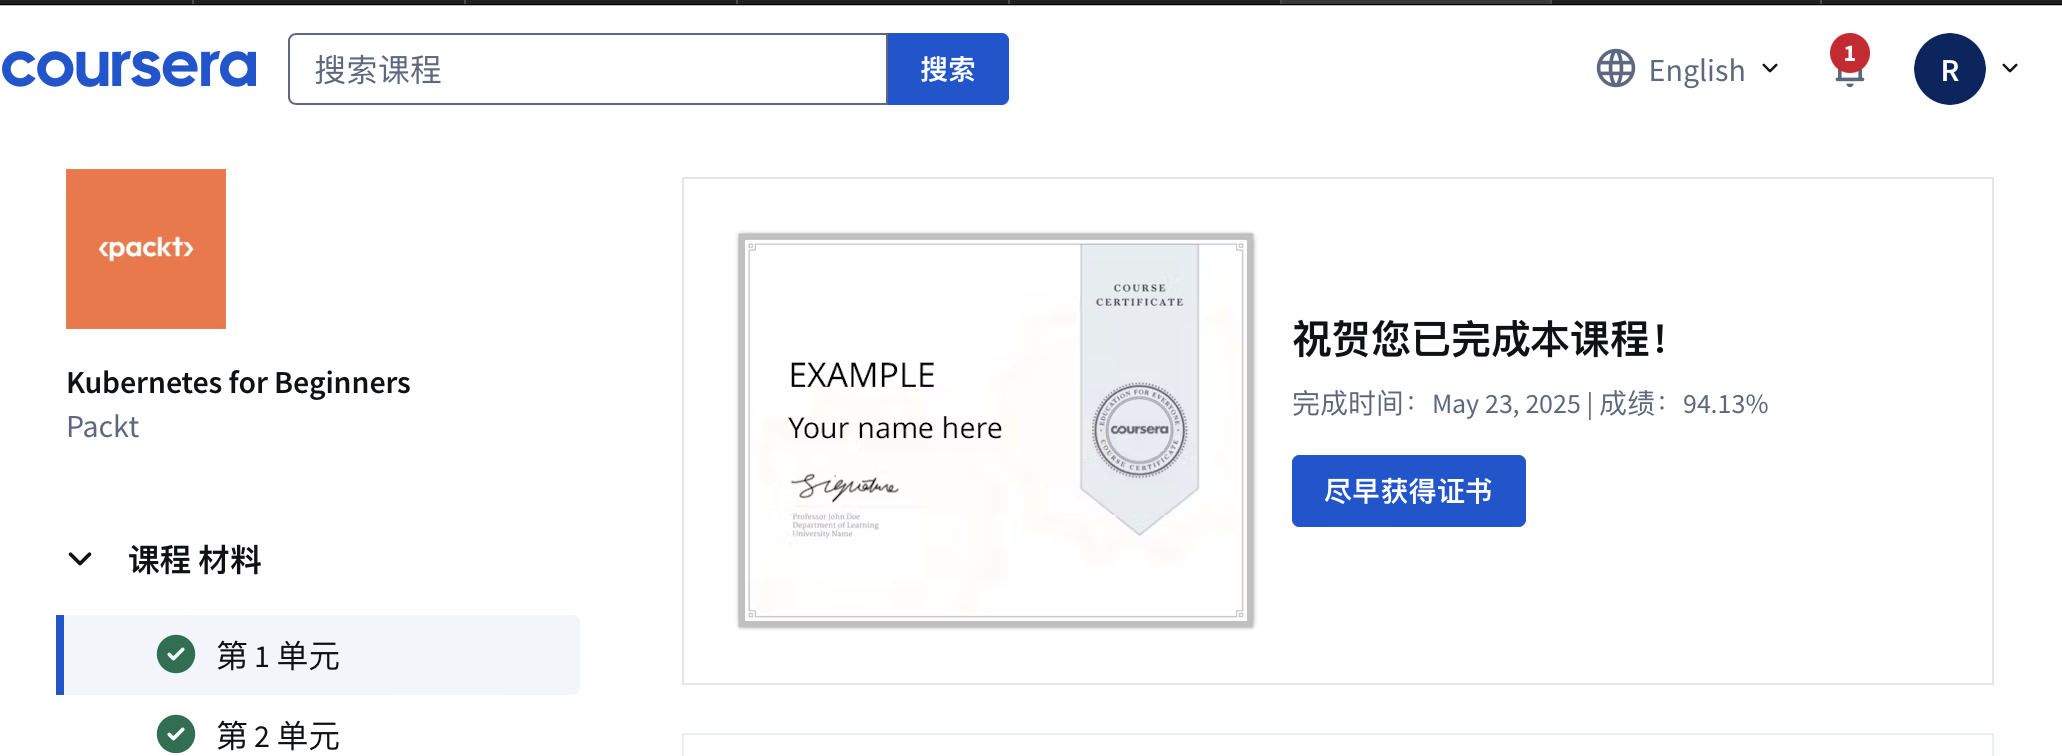 coursera
搜索课程
搜索
English
1
R
<packt>
Kubernetes for Beginners
Packt
课程 材料
第 1 单元
第 2 单元
COURSE
CERTIFICATE
EXAMPLE
Your name here
Signature
Professor John Doe
Department of Learning
University Name
EDUCATION FOR EVERYONE
coursera
COURSE CERTIFICATE
祝贺您已完成本课程！
完成时间： May 23, 2025 | 成绩： 94.13%
尽早获得证书